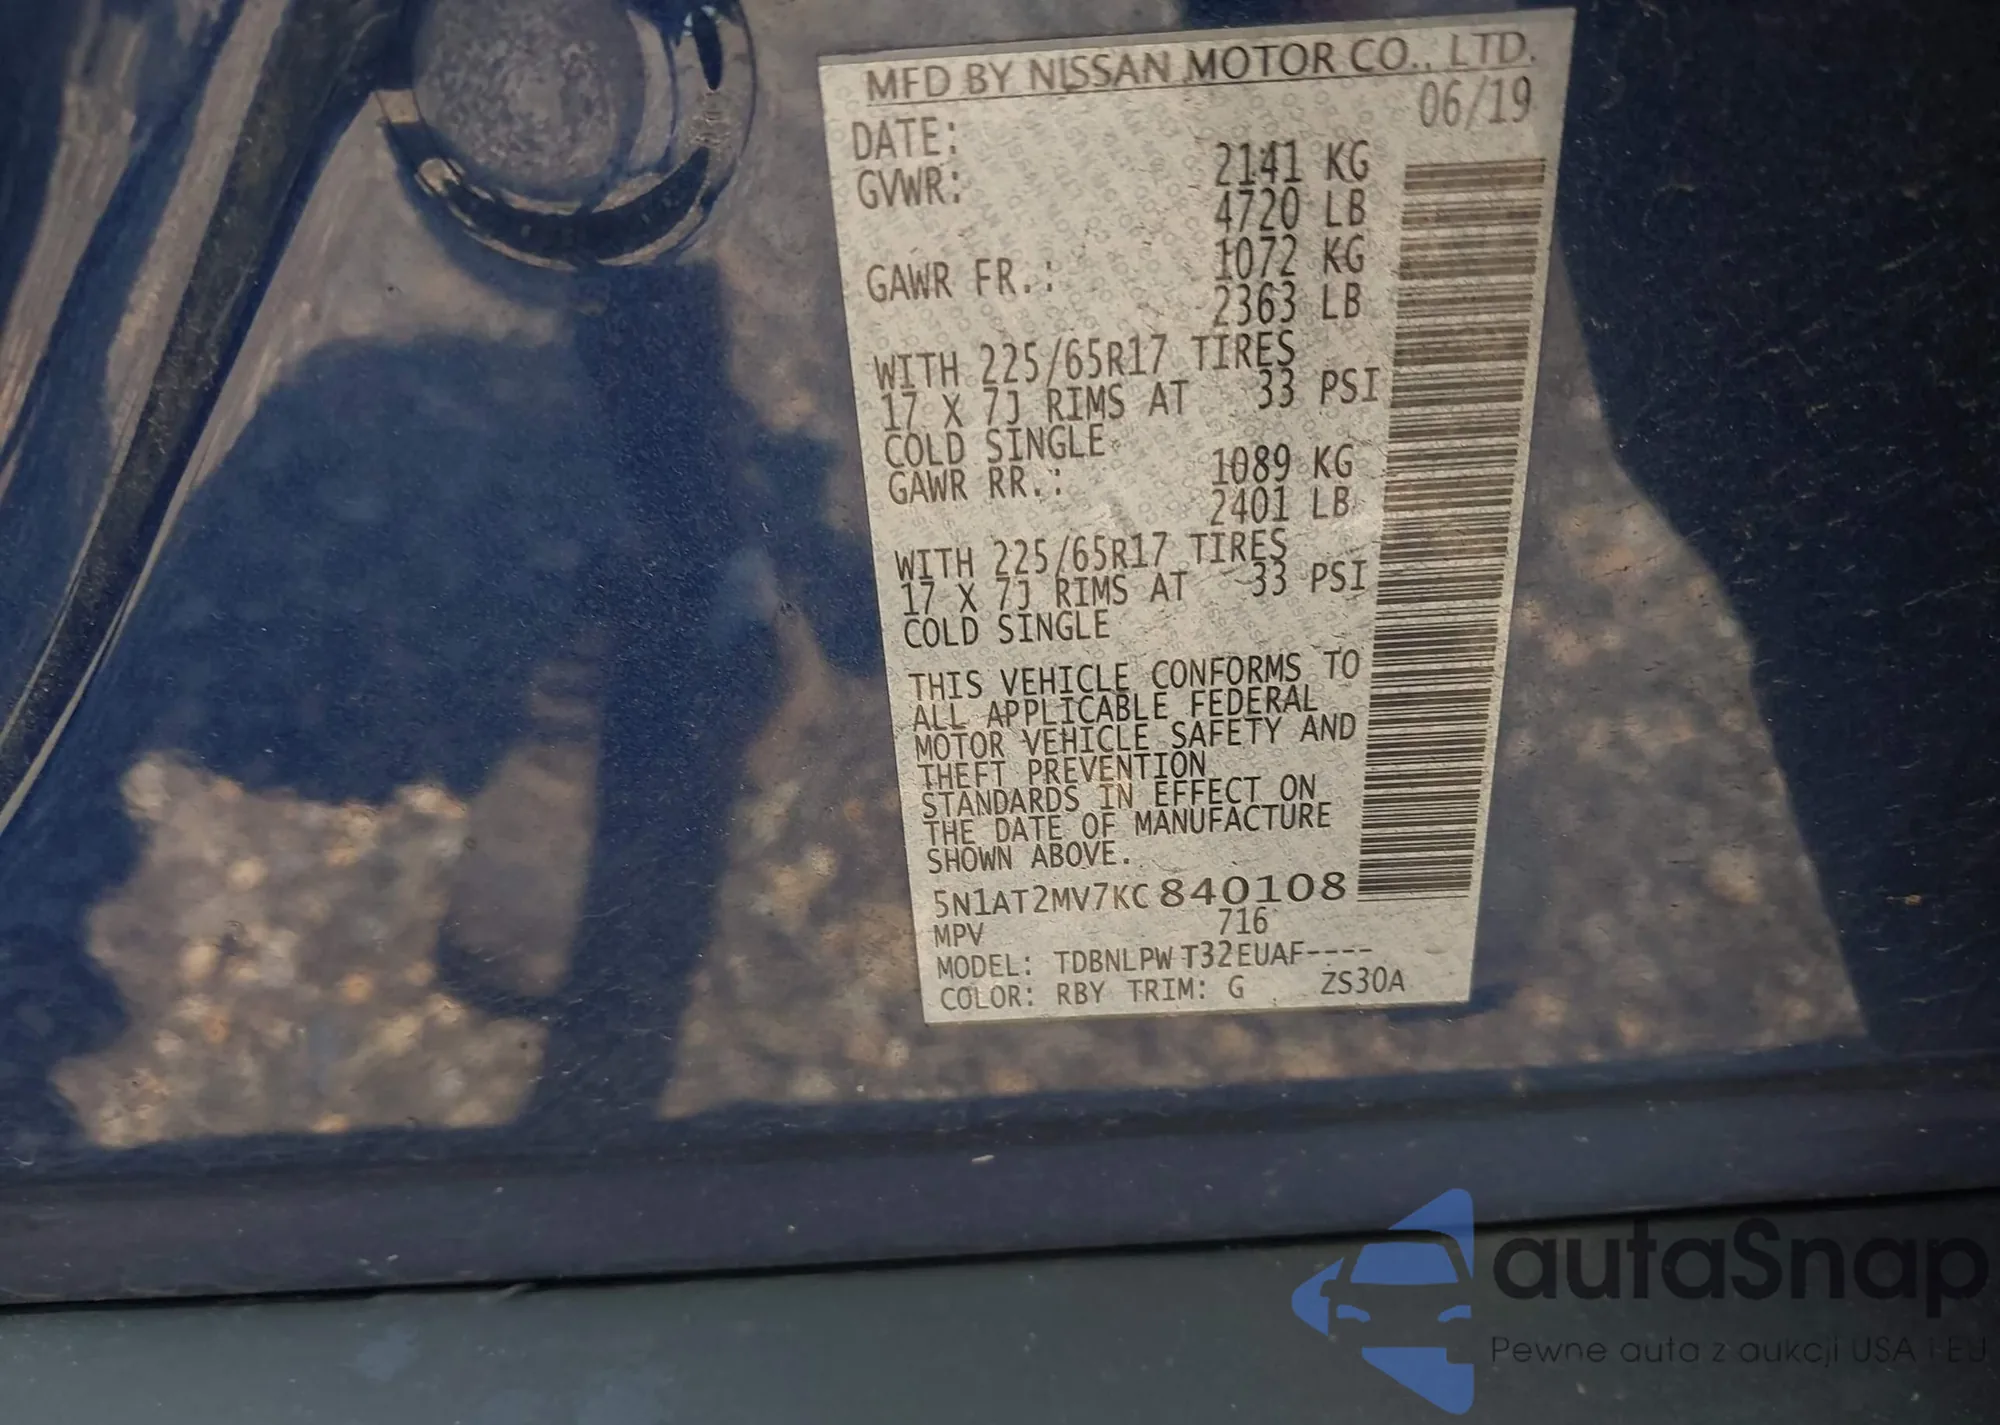 MFD BY NISSAN MOTOR CO., LTD.
DATE: 06/19
GVWR: 2141 KG
4720 LB
GAWR FR.: 1072 KG
2363 LB
WITH 225/65R17 TIRES
17 X 7J RIMS AT 33 PSI
COLD SINGLE
GAWR RR.: 1089 KG
2401 LB
WITH 225/65R17 TIRES
17 X 7J RIMS AT 33 PSI
COLD SINGLE
THIS VEHICLE CONFORMS TO
ALL APPLICABLE FEDERAL
MOTOR VEHICLE SAFETY AND
THEFT PREVENTION
STANDARDS IN EFFECT ON
THE DATE OF MANUFACTURE
SHOWN ABOVE.
5N1AT2MV7KC840108
MPV 716
MODEL: TDBNLPWT32EUAF----
COLOR: RBY TRIM: G ZS30A
autaSnap
Pewne auta z aukcji USA i EU